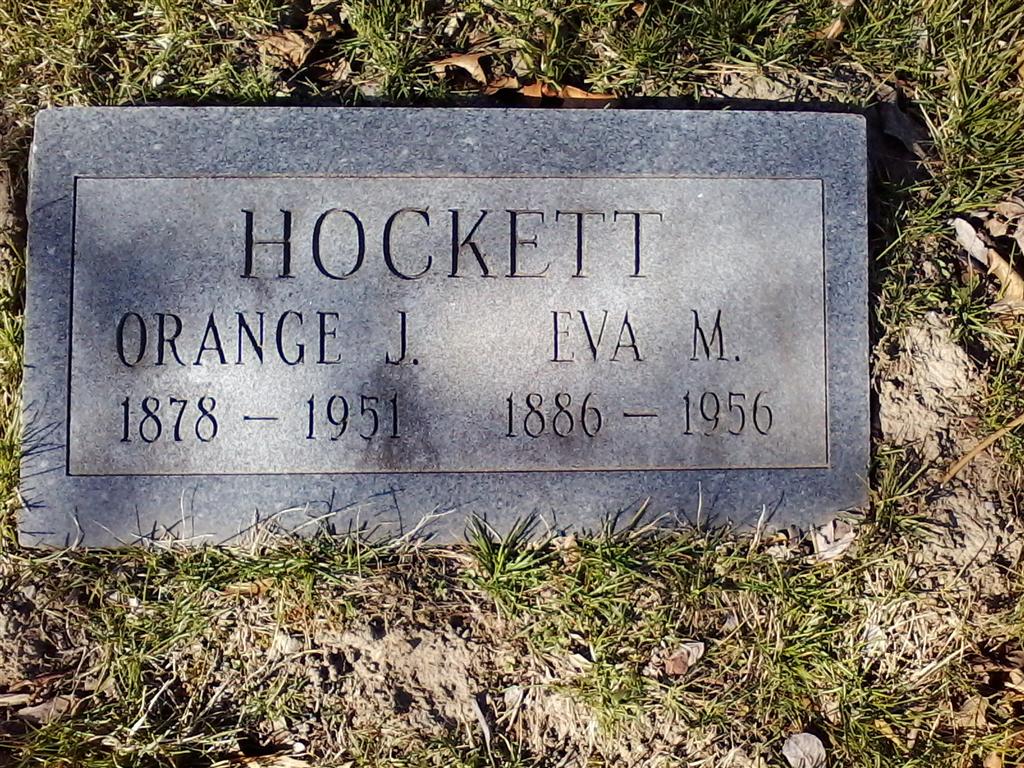 HOCKETT
ORANGE J. EVA M.
1878 — 1951 1886 — 1956